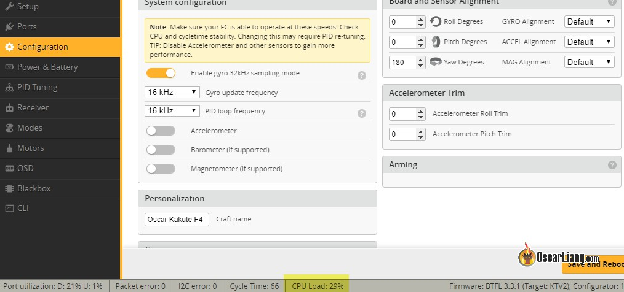 System configuration
Board and Sensor Alignment
Setup
Ports
Configuration
Power & Battery
PID Tuning
Receiver
Modes
Motors
OSD
Blackbox
CLI
Note: Make sure your FC is able to operate at these speeds! Check
CPU and cycletime stability. Changing this may require PID re-tuning.
TIP: Disable Accelerometer and other sensors to gain more
performance.
Enable gyro 32kHz sampling mode
16 kHz Gyro update frequency
16 kHz PID loop frequency
Accelerometer
Barometer (if supported)
Magnetometer (if supported)
Personalization
Oscar Kakute F4 Craft name
0 Roll Degrees GYRO Alignment Default
0 Pitch Degrees ACCEL Alignment Default
180 Yaw Degrees MAG Alignment Default
Accelerometer Trim
0 Accelerometer Roll Trim
0 Accelerometer Pitch Trim
Arming
OscarLiang.com
Save and Reboo
Port utilization: D: 21% U: 1% Packet error: 0 I2C error: 0 Cycle Time: 66 CPU Load: 29% Firmware: BTFL 3.3.1 (Target: KTV2), Configurator: 1